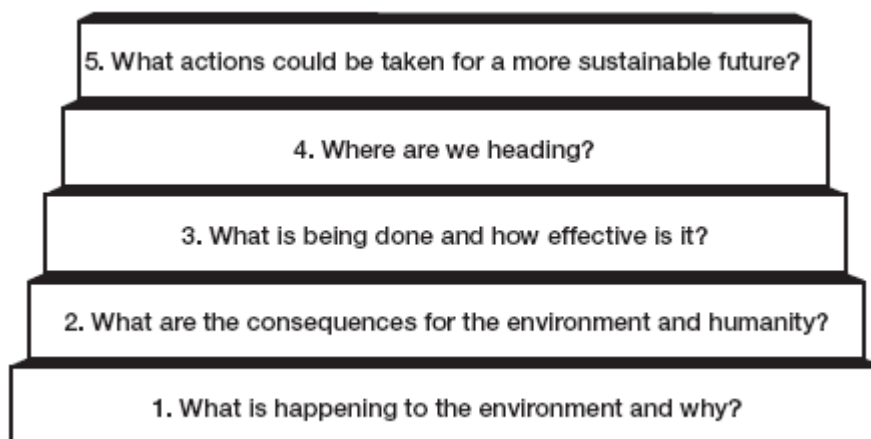 5. What actions could be taken for a more sustainable future?
4. Where are we heading?
3. What is being done and how effective is it?
2. What are the consequences for the environment and humanity?
1. What is happening to the environment and why?